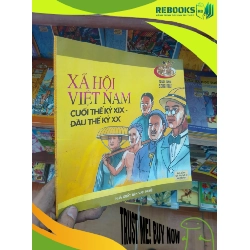 REBOOKS
XÃ HỘI
VIỆT NAM
CUỐI THẾ KỶ XIX -
ĐẦU THẾ KỶ XX
TRUST ME! BUY NOW